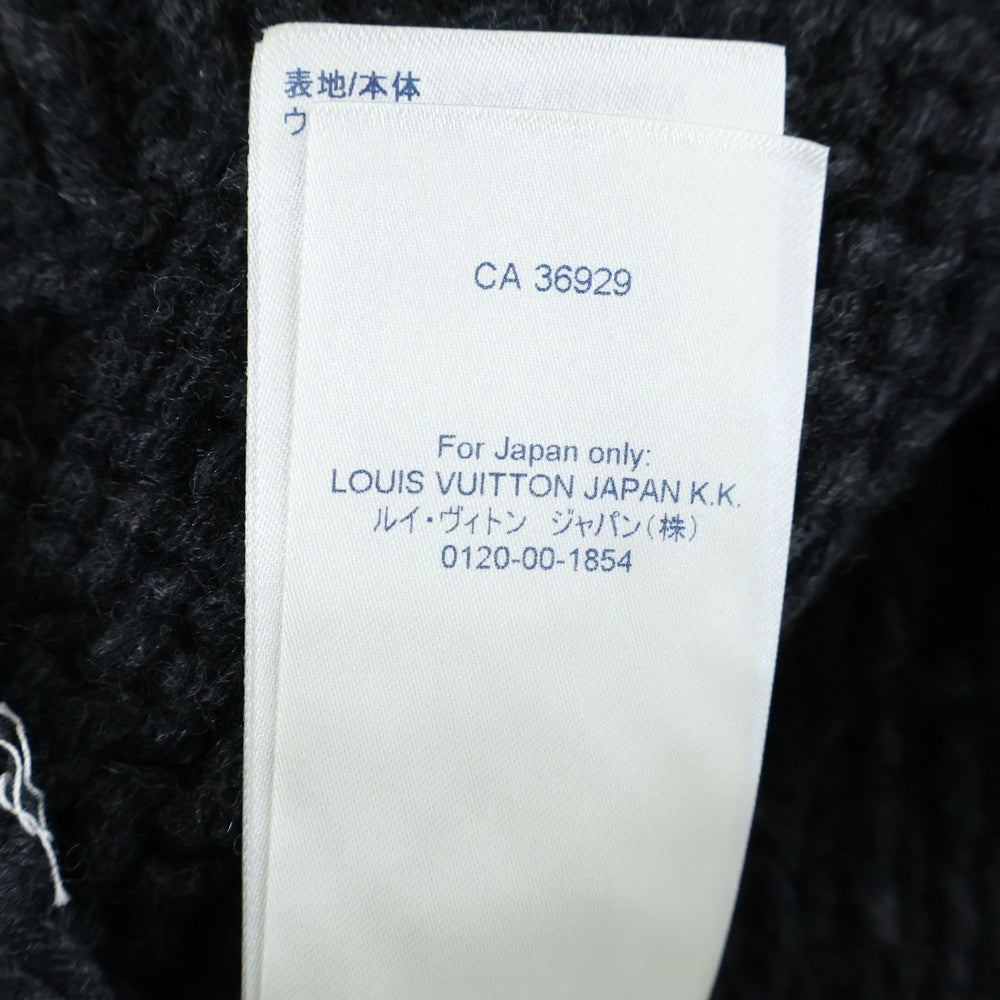 表地/本体
ウ
CA 36929
For Japan only:
LOUIS VUITTON JAPAN K.K.
ルイ・ヴィトン ジャパン(株)
0120-00-1854